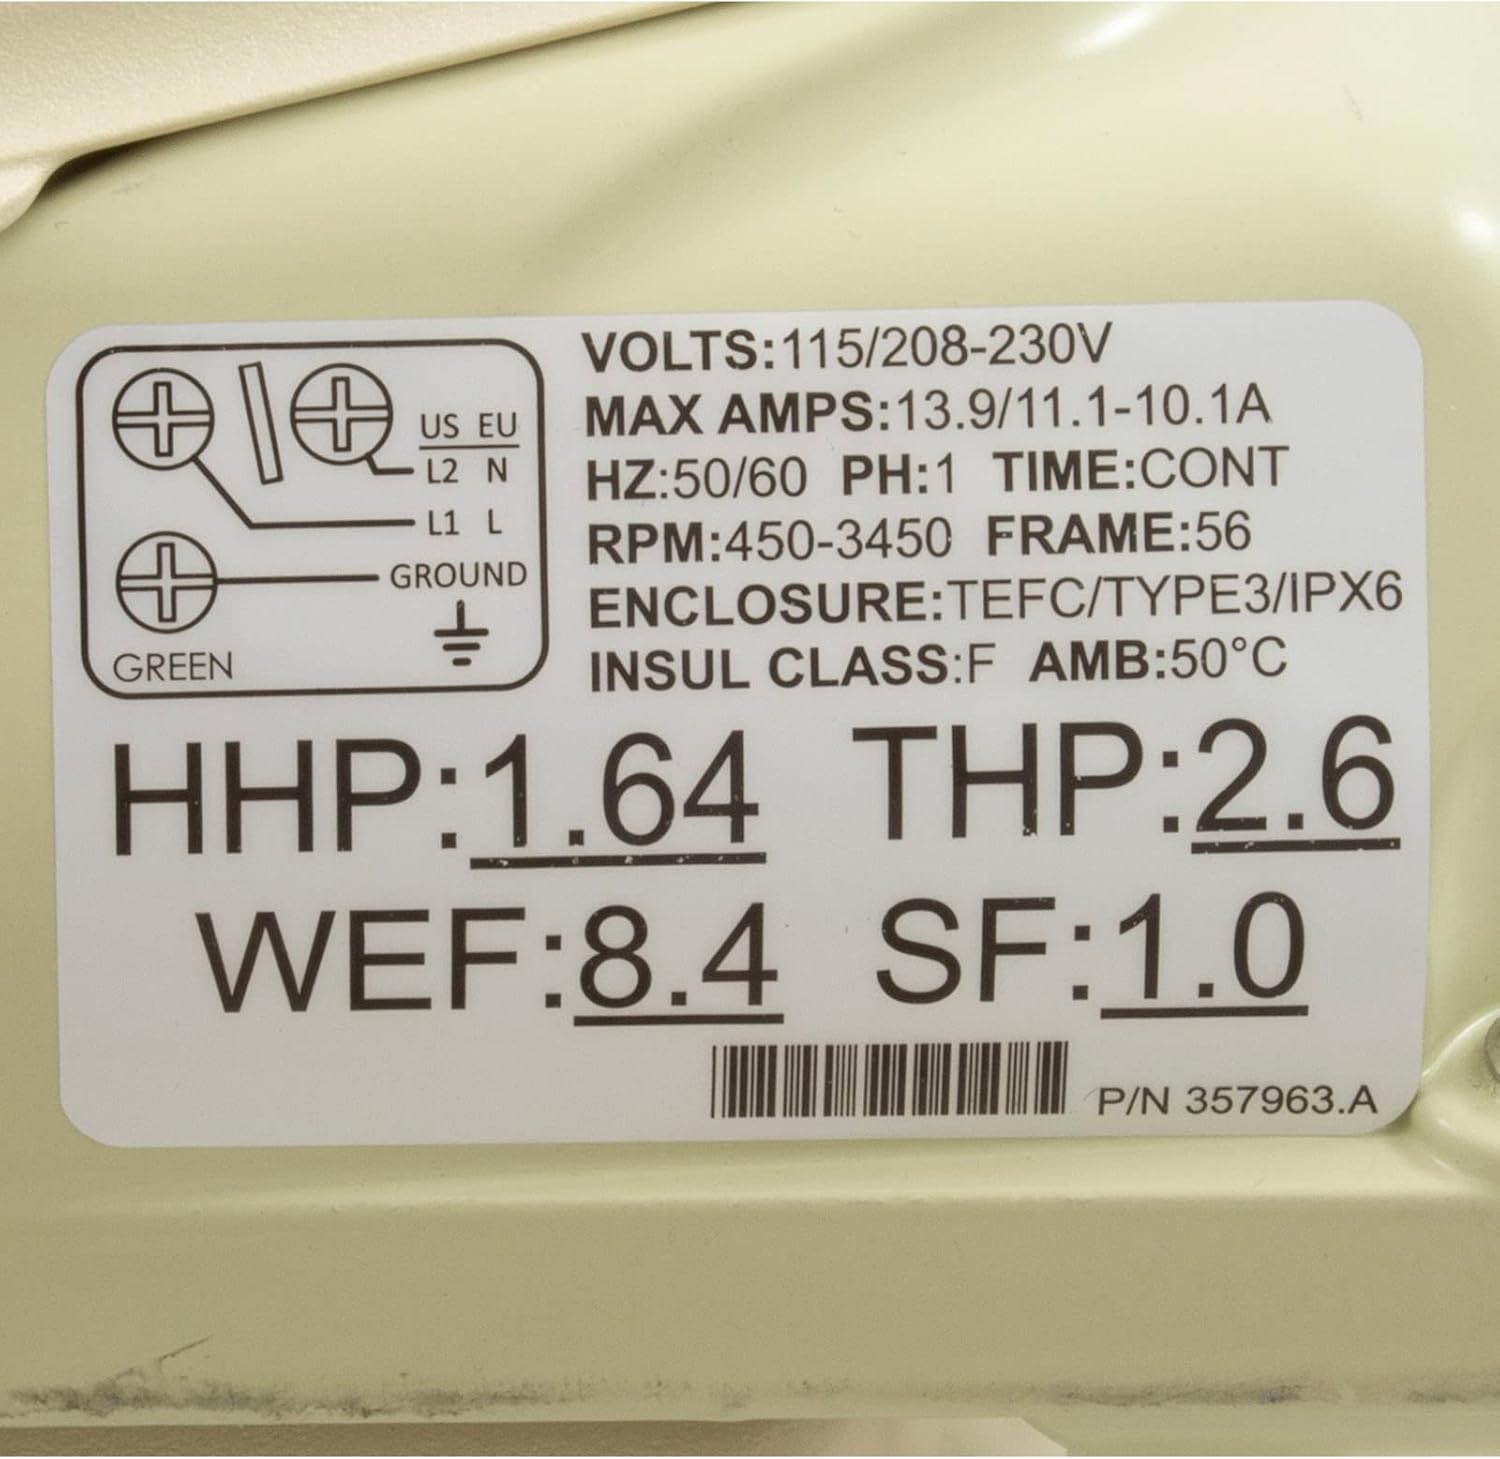 US EU
L2 N
L1 L
GROUND
GREEN
VOLTS:115/208-230V
MAX AMPS:13.9/11.1-10.1A
HZ:50/60 PH:1 TIME:CONT
RPM:450-3450 FRAME:56
ENCLOSURE:TEFC/TYPE3/IPX6
INSUL CLASS:F AMB:50°C
HHP:1.64 THP:2.6
WEF:8.4 SF:1.0
P/N 357963.A